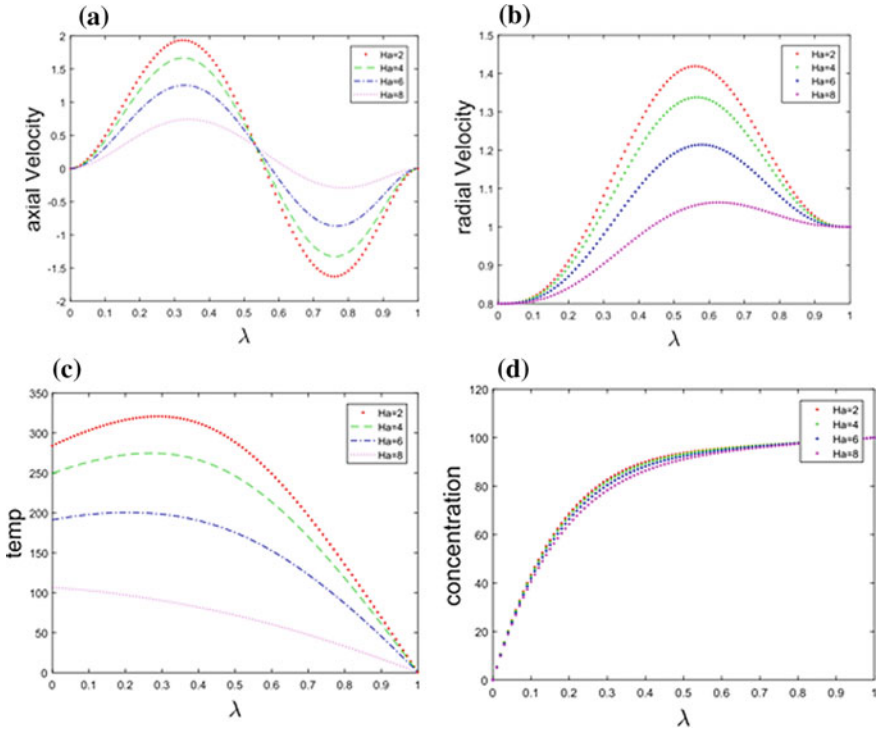 (a)
2
1.5
1
0.5
0
-0.5
-1
-1.5
-2
axial Velocity
Ha=2
Ha=4
Ha=6
Ha=8
0 0.1 0.2 0.3 0.4 0.5 0.6 0.7 0.8 0.9 1
λ
(b)
1.5
1.4
1.3
1.2
1.1
1
0.9
0.8
radial Velocity
Ha=2
Ha=4
Ha=6
Ha=8
0 0.1 0.2 0.3 0.4 0.5 0.6 0.7 0.8 0.9 1
λ
(c)
350
300
250
200
150
100
50
0
temp
Ha=2
Ha=4
Ha=6
Ha=8
0 0.1 0.2 0.3 0.4 0.5 0.6 0.7 0.8 0.9 1
λ
(d)
120
100
80
60
40
20
0
concentration
Ha=2
Ha=4
Ha=6
Ha=8
0 0.1 0.2 0.3 0.4 0.5 0.6 0.7 0.8 0.9 1
λ